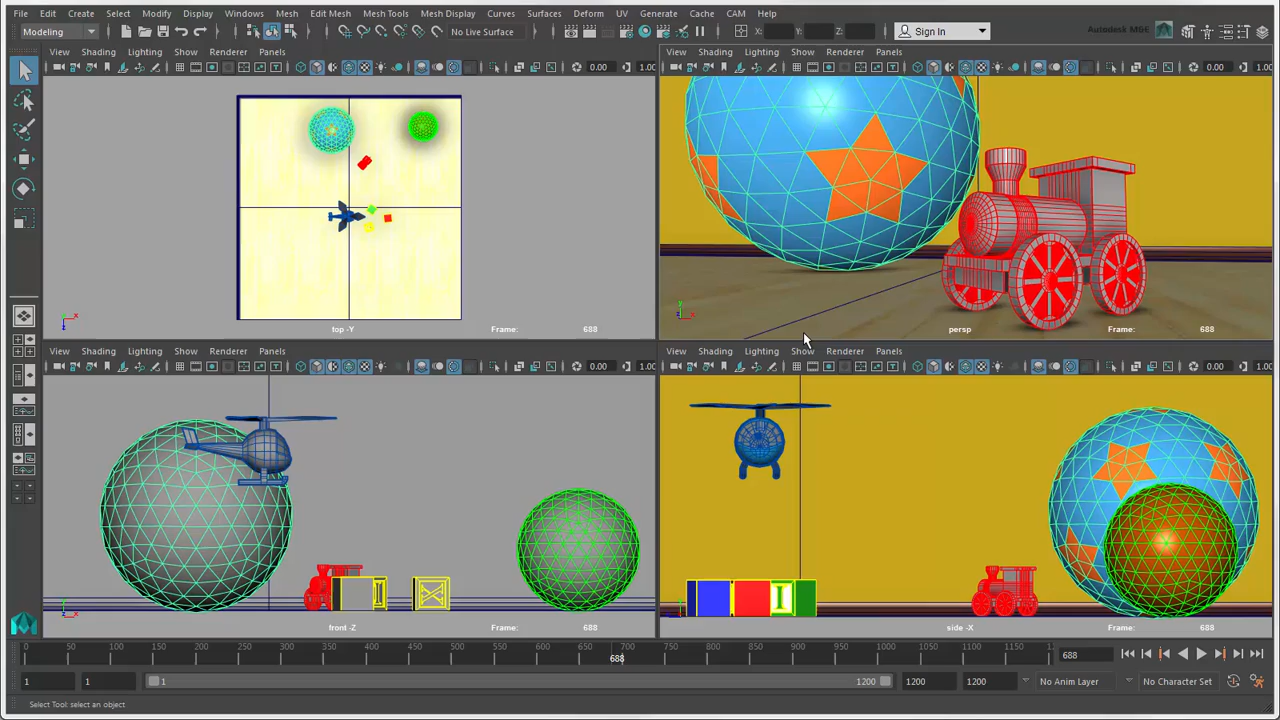 File Edit Create Select Modify Display Windows Mesh Edit Mesh Mesh Tools Mesh Display Curves Surfaces Deform UV Generate Cache CAM Help
Modeling No Live Surface X: Y: Z: Sign In
View Shading Lighting Show Renderer Panels
0.00 1.00
top -Y Frame: 688
View Shading Lighting Show Renderer Panels
0.00 1.00
persp Frame: 688
View Shading Lighting Show Renderer Panels
0.00 1.00
front -Z Frame: 688
View Shading Lighting Show Renderer Panels
0.00 1.00
side -X Frame: 688
0 50 100 150 200 250 300 350 400 450 500 550 600 650 700 750 800 850 900 950 1000 1050 1100
688 688
1 1 1 1200 1200 1200 No Anim Layer No Character Set
Select Tool: select an object